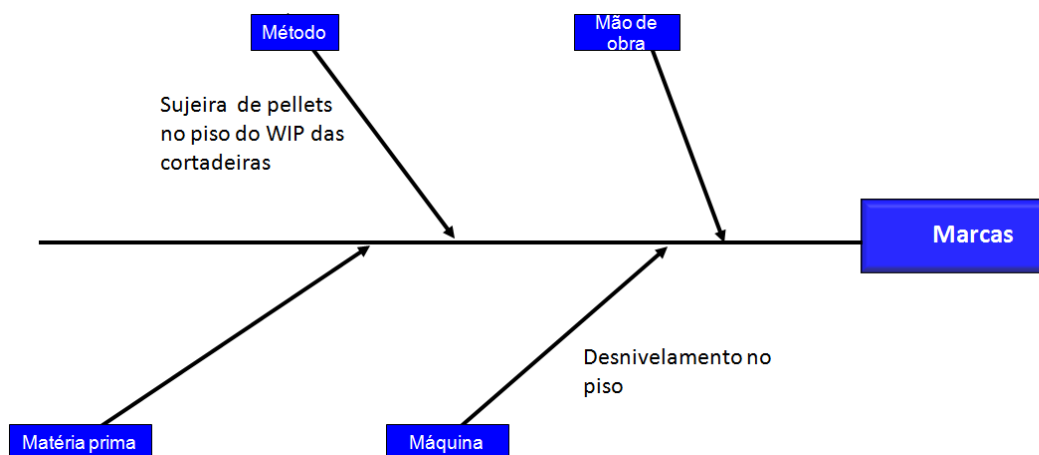 Método
Mão de
obra
Sujeira de pellets
no piso do WIP das
cortadeiras
Marcas
Desnivelamento no
piso
Matéria prima
Máquina